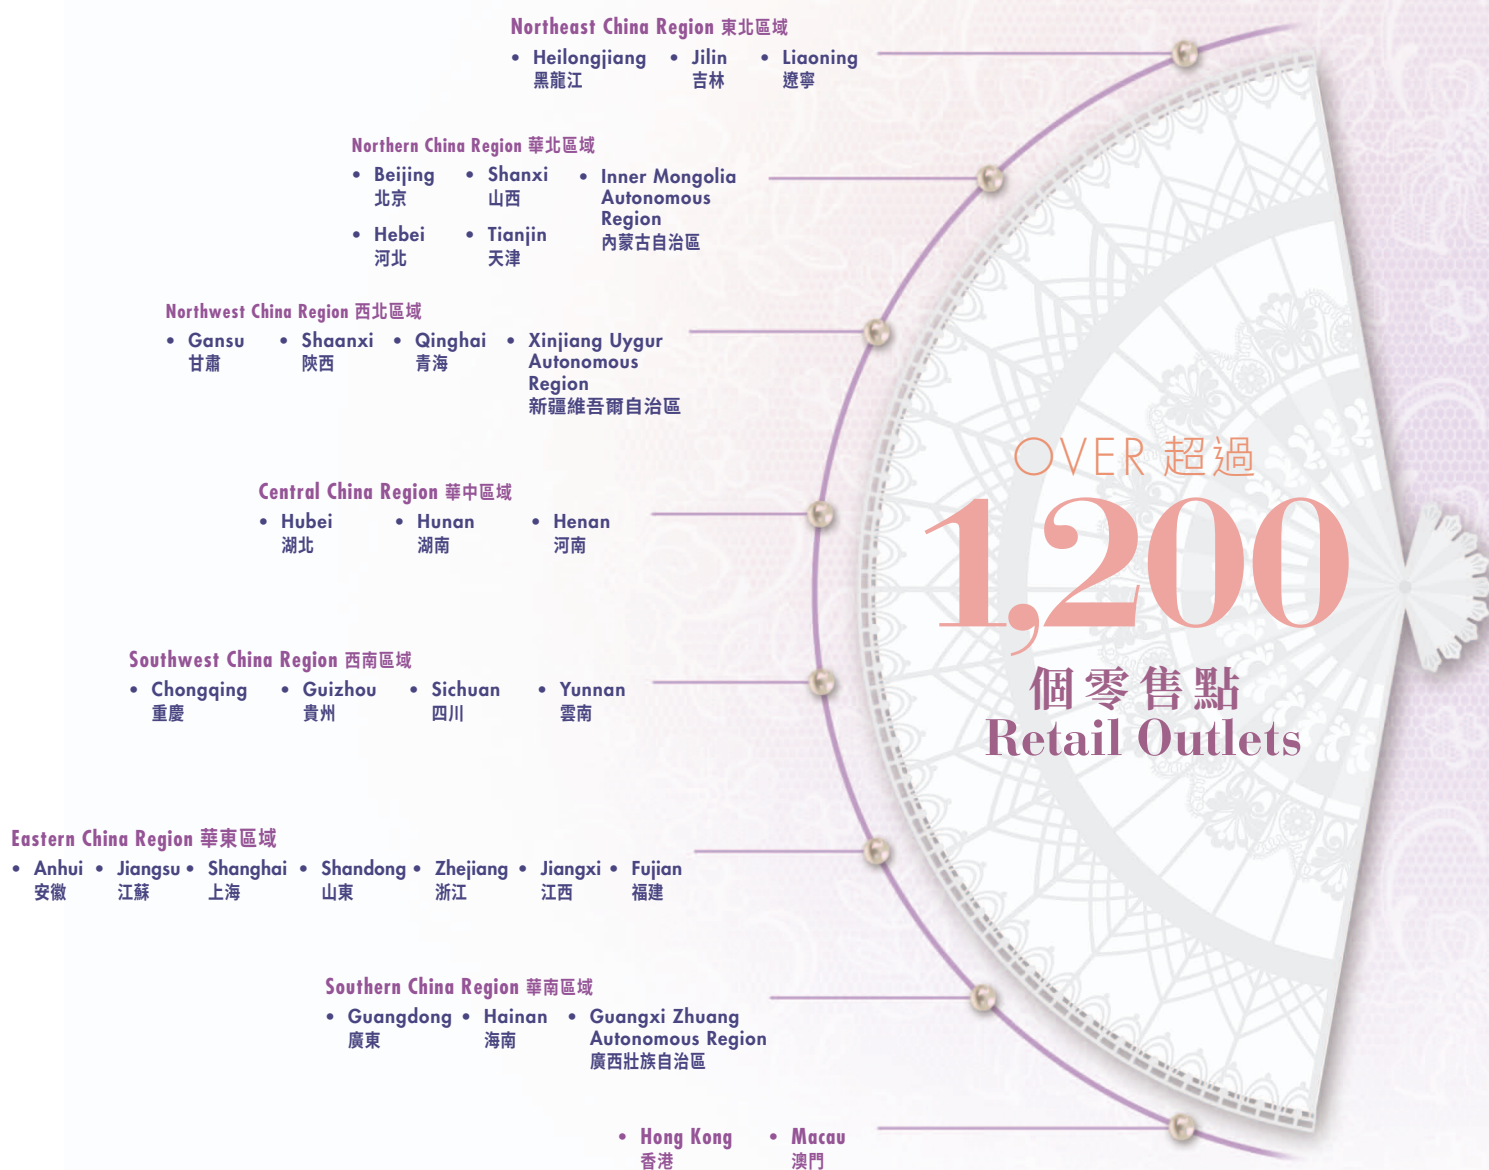 Northeast China Region 東北區域
• Heilongjiang • Jilin • Liaoning
黑龍江 吉林 遼寧
Northern China Region 華北區域
• Beijing • Shanxi • Inner Mongolia
北京 山西 Autonomous
Region
• Hebei • Tianjin 內蒙古自治區
河北 天津
Northwest China Region 西北區域
• Gansu • Shaanxi • Qinghai • Xinjiang Uygur
甘肅 陝西 青海 Autonomous
Region
新疆維吾爾自治區
OVER 超過
1,200
個零售點
Retail Outlets
Central China Region 華中區域
• Hubei • Hunan • Henan
湖北 湖南 河南
Southwest China Region 西南區域
• Chongqing • Guizhou • Sichuan • Yunnan
重慶 貴州 四川 雲南
Eastern China Region 華東區域
• Anhui • Jiangsu • Shanghai • Shandong • Zhejiang • Jiangxi • Fujian
安徽 江蘇 上海 山東 浙江 江西 福建
Southern China Region 華南區域
• Guangdong • Hainan • Guangxi Zhuang
廣東 海南 Autonomous Region
廣西壯族自治區
• Hong Kong • Macau
香港 澳門